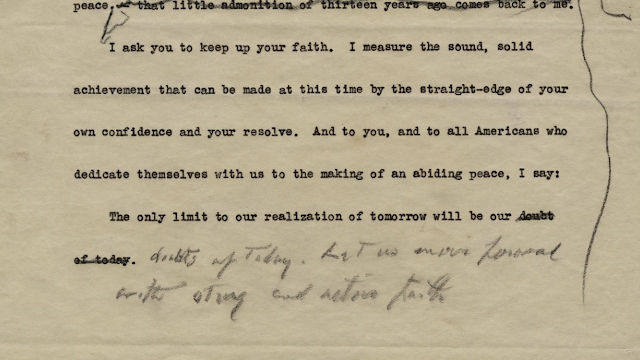 peace. — that little admonition of thirteen years ago comes back to me.
I ask you to keep up your faith.  I measure the sound, solid
achievement that can be made at this time by the straight-edge of your
own confidence and your resolve.  And to you, and to all Americans who
dedicate themselves with us to the making of an abiding peace, I say:
The only limit to our realization of tomorrow will be our doubt
of today. doubts of Today. Let us move forward
with strong and active faith